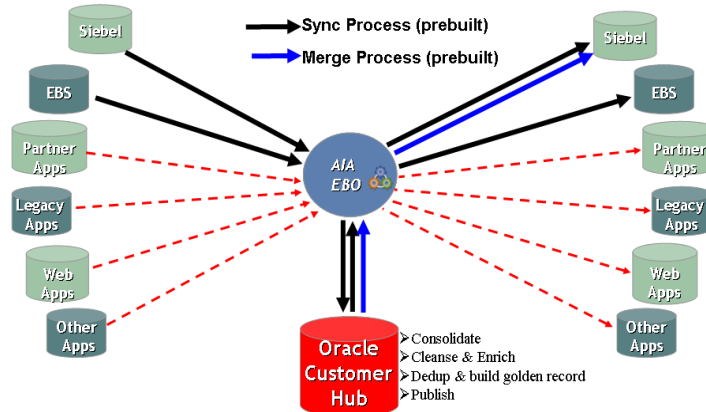 Siebel
EBS
Partner
Apps
Legacy
Apps
Web
Apps
Other
Apps
Sync Process (prebuilt)
Merge Process (prebuilt)
AIA
EBO
Siebel
EBS
Partner
Apps
Legacy
Apps
Web
Apps
Other
Apps
Oracle
Customer
Hub
Consolidate
Cleanse & Enrich
Dedup & build golden record
Publish